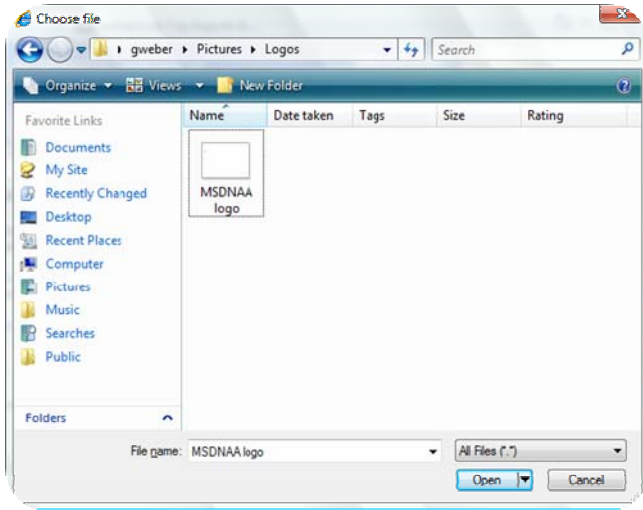 Choose file
gweber ▸ Pictures ▸ Logos
Search
Organize
Views
New Folder
Favorite Links
Name
Date taken
Tags
Size
Rating
Documents
My Site
Recently Changed
Desktop
Recent Places
Computer
Pictures
Music
Searches
Public
MSDNAA
logo
Folders
File name: MSDNAA logo
All Files (*.*)
Open
Cancel